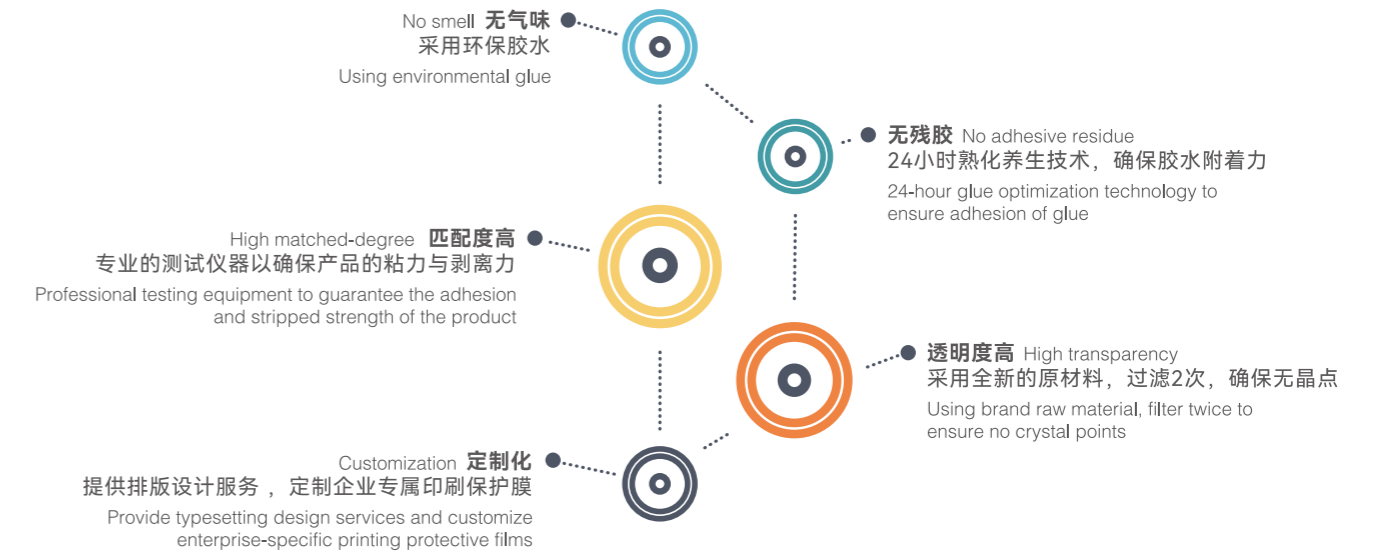 No smell 无气味
采用环保胶水
Using environmental glue
无残胶 No adhesive residue
24小时熟化养生技术，确保胶水附着力
24-hour glue optimization technology to
ensure adhesion of glue
High matched-degree 匹配度高
专业的测试仪器以确保产品的粘力与剥离力
Professional testing equipment to guarantee the adhesion
and stripped strength of the product
透明度高 High transparency
采用全新的原材料，过滤2次，确保无晶点
Using brand raw material, filter twice to
ensure no crystal points
Customization 定制化
提供排版设计服务 ，定制企业专属印刷保护膜
Provide typesetting design services and customize
enterprise-specific printing protective films